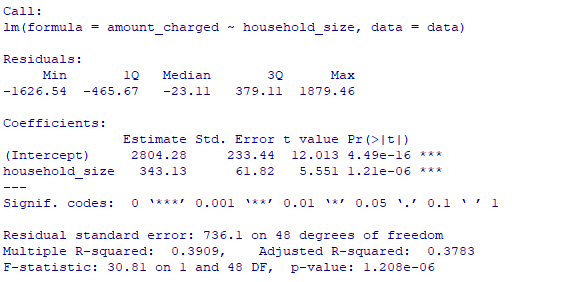 Call:
lm(formula = amount_charged ~ household_size, data = data)
Residuals:
Min 1Q Median 3Q Max
-1626.54 -465.67 -23.11 379.11 1879.46
Coefficients:
Estimate Std. Error t value Pr(>|t|)
(Intercept) 2804.28 233.44 12.013 4.49e-16 ***
household_size 343.13 61.82 5.551 1.21e-06 ***
---
Signif. codes: 0 ‘***’ 0.001 ‘**’ 0.01 ‘*’ 0.05 ‘.’ 0.1 ‘ ’ 1
Residual standard error: 736.1 on 48 degrees of freedom
Multiple R-squared: 0.3909, Adjusted R-squared: 0.3783
F-statistic: 30.81 on 1 and 48 DF, p-value: 1.208e-06